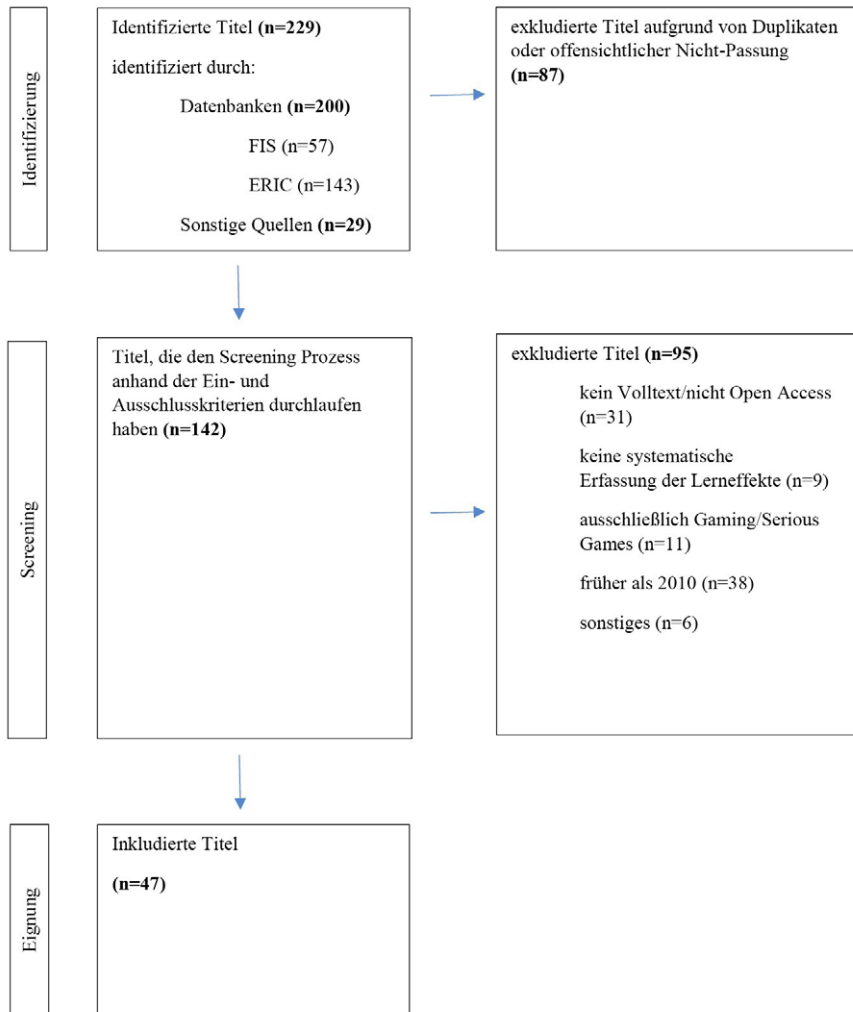 Identifizierung
Identifizierte Titel (n=229)
identifiziert durch:
Datenbanken (n=200)
FIS (n=57)
ERIC (n=143)
Sonstige Quellen (n=29)
exkludierte Titel aufgrund von Duplikaten
oder offensichtlicher Nicht-Passung
(n=87)
Screening
Titel, die den Screening Prozess
anhand der Ein- und
Ausschlusskriterien durchlaufen
haben (n=142)
exkludierte Titel (n=95)
kein Volltext/nicht Open Access
(n=31)
keine systematische
Erfassung der Lerneffekte (n=9)
ausschließlich Gaming/Serious
Games (n=11)
früher als 2010 (n=38)
sonstiges (n=6)
Eignung
Inkludierte Titel
(n=47)